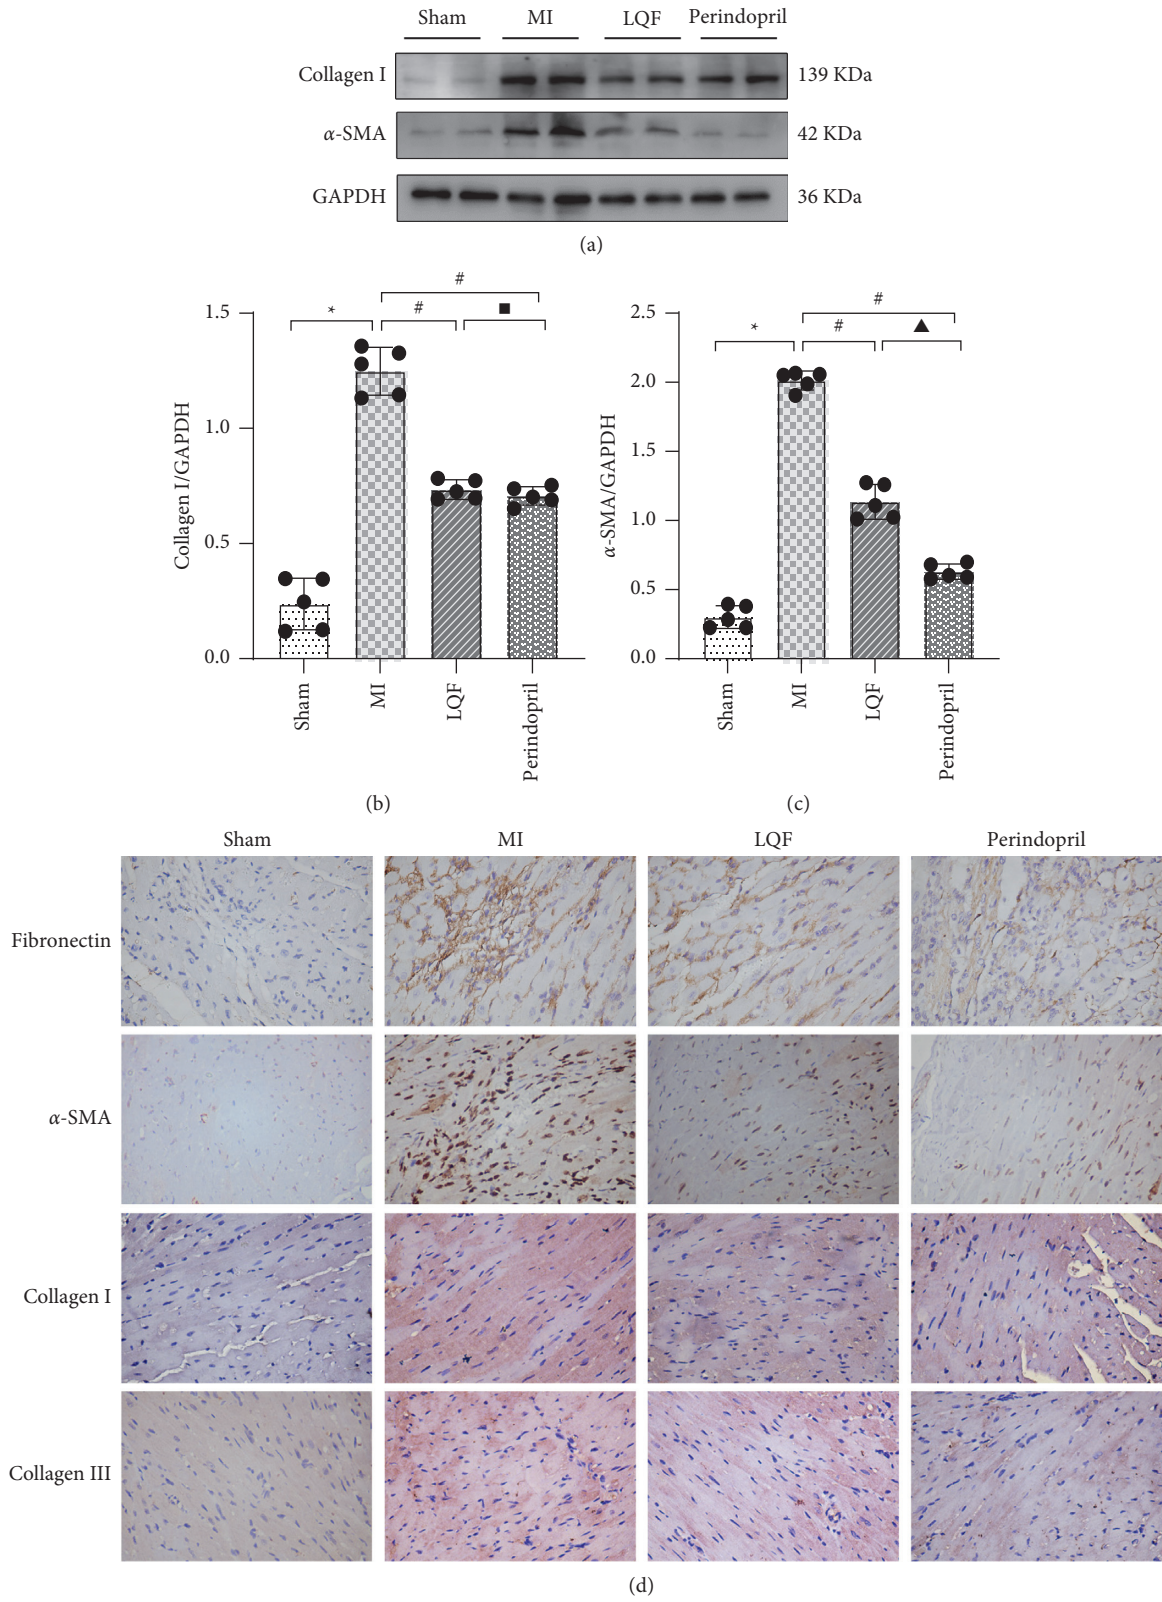 Sham MI LQF Perindopril
Collagen I 139 KDa
α-SMA 42 KDa
GAPDH 36 KDa
(a)
# #
* # ■ * # ▲
1.5
1.0
0.5
0.0
Collagen I/GAPDH
Sham
MI
LQF
Perindopril
(b)
2.5
2.0
1.5
1.0
0.5
0.0
α-SMA/GAPDH
Sham
MI
LQF
Perindopril
(c)
Sham MI LQF Perindopril
Fibronectin
α-SMA
Collagen I
Collagen III
(d)